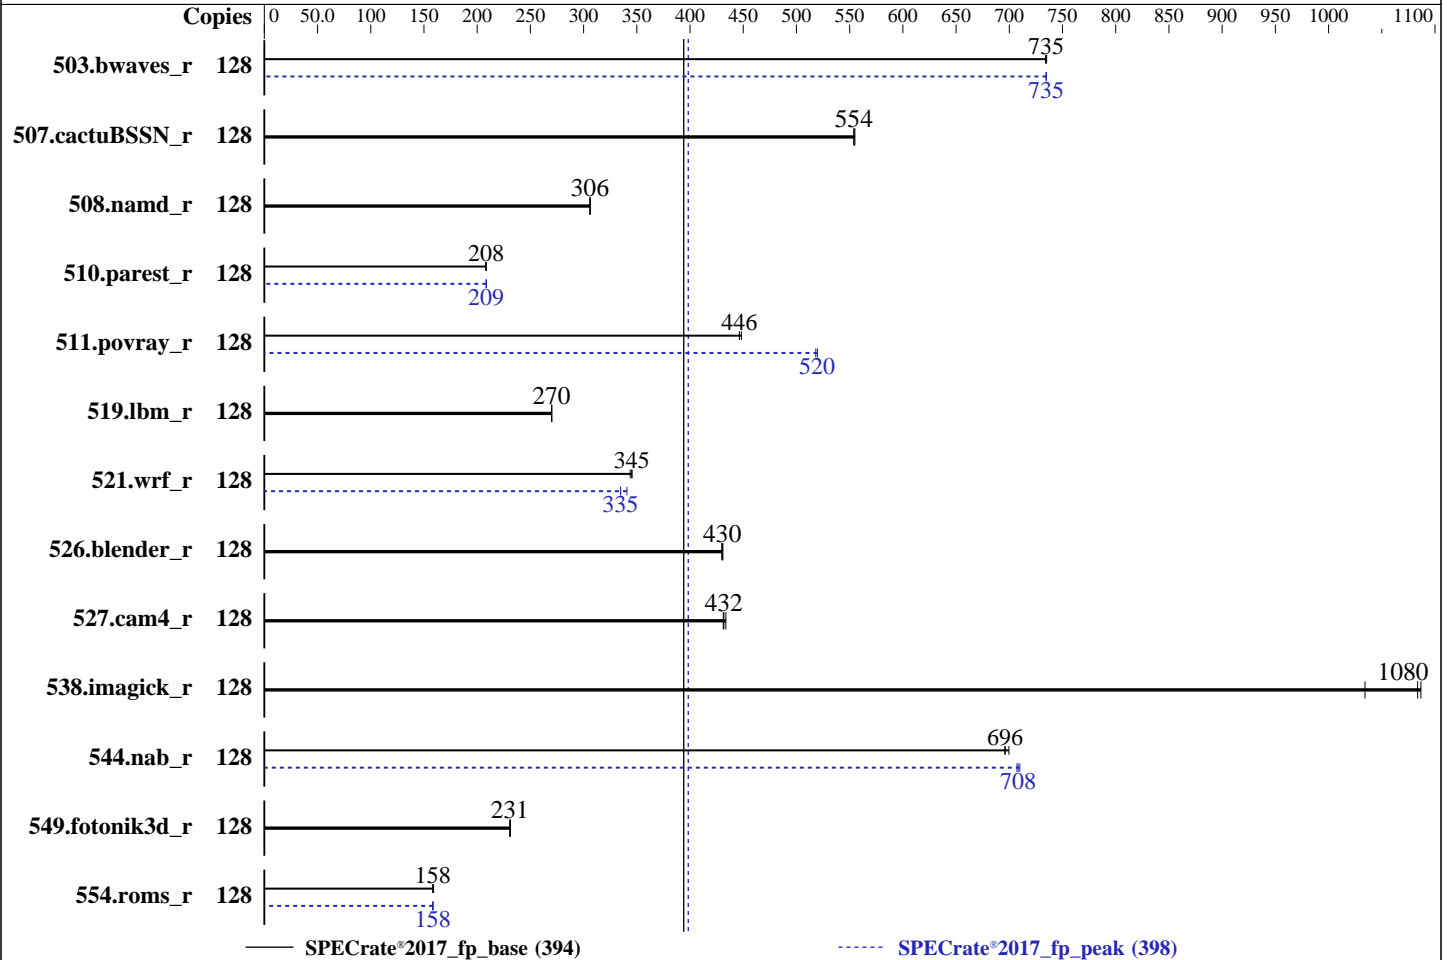 Copies 0 50.0 100 150 200 250 300 350 400 450 500 550 600 650 700 750 800 850 900 950 1000 1100
503.bwaves_r 128 735
735
507.cactuBSSN_r 128 554
508.namd_r 128 306
510.parest_r 128 208
209
511.povray_r 128 446
520
519.lbm_r 128 270
521.wrf_r 128 345
335
526.blender_r 128 430
527.cam4_r 128 432
538.imagick_r 128 1080
544.nab_r 128 696
708
549.fotonik3d_r 128 231
554.roms_r 128 158
158
SPECrate®2017_fp_base (394) SPECrate®2017_fp_peak (398)